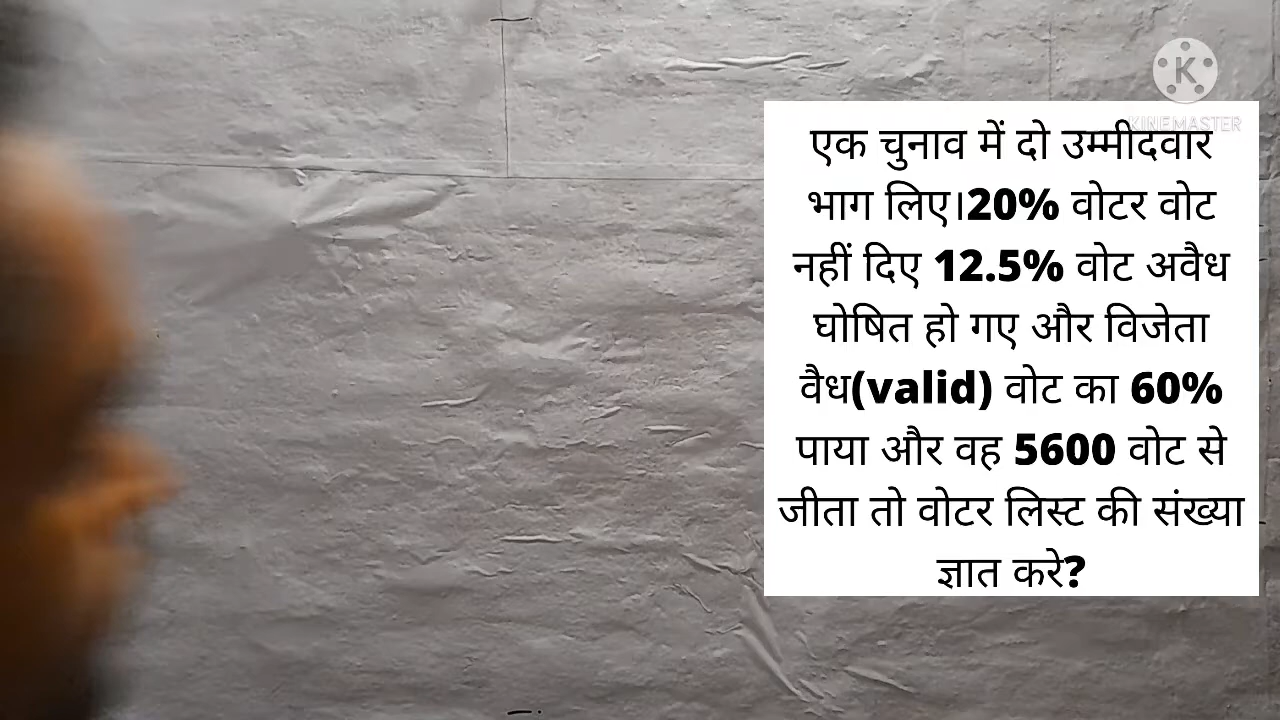 K
KINEMASTER
एक चुनाव में दो उम्मीदवार
भाग लिए।20% वोटर वोट
नहीं दिए 12.5% वोट अवैध
घोषित हो गए और विजेता
वैध(valid) वोट का 60%
पाया और वह 5600 वोट से
जीता तो वोटर लिस्ट की संख्या
ज्ञात करे?